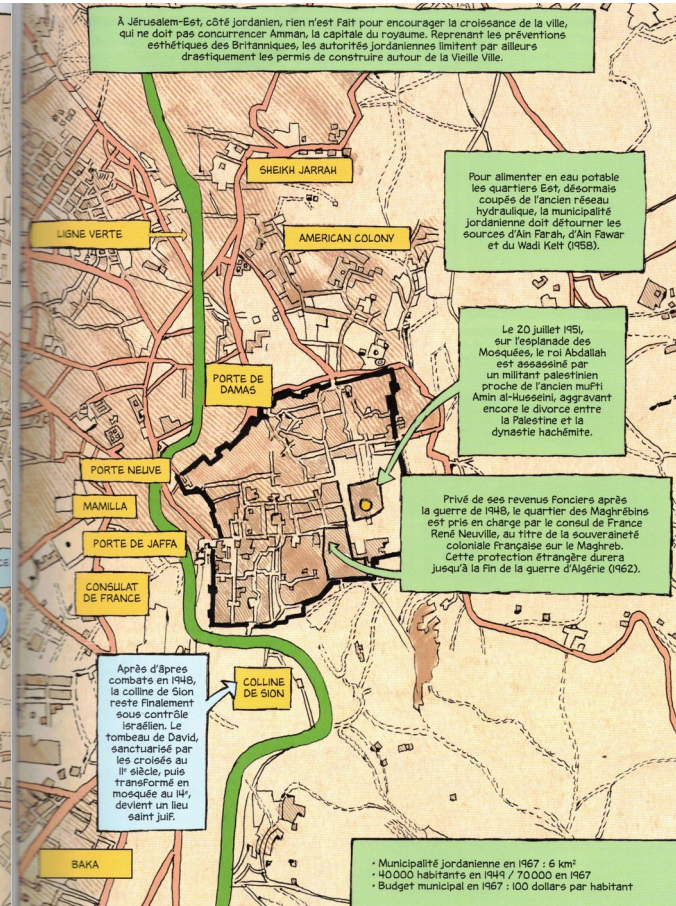 À Jérusalem-Est, côté jordanien, rien n'est fait pour encourager la croissance de la ville,
qui ne doit pas concurrencer Amman, la capitale du royaume. Reprenant les préventions
esthétiques des Britanniques, les autorités jordaniennes limitent par ailleurs
drastiquement les permis de construire autour de la Vieille Ville.
SHEIKH JARRAH
Pour alimenter en eau potable
les quartiers Est, désormais
coupés de l'ancien réseau
hydraulique, la municipalité
jordanienne doit détourner les
sources d'Ain Farah, d'Ain Fawar
et du Wadi Kelt (1958).
LIGNE VERTE
AMERICAN COLONY
Le 20 juillet 1951,
sur l'esplanade des
Mosquées, le roi Abdallah
est assassiné par
un militant palestinien
proche de l'ancien mufti
Amin al-Husseini, aggravant
encore le divorce entre
la Palestine et la
dynastie hachémite.
PORTE DE
DAMAS
PORTE NEUVE
MAMILLA
PORTE DE JAFFA
CONSULAT
DE FRANCE
Privé de ses revenus fonciers après
la guerre de 1948, le quartier des Maghrébins
est pris en charge par le consul de France
René Neuville, au titre de la souveraineté
coloniale française sur le Maghreb.
Cette protection étrangère durera
jusqu'à la fin de la guerre d'Algérie (1962).
Après d'âpres
combats en 1948,
la colline de Sion
reste finalement
sous contrôle
israélien. Le
tombeau de David,
sanctuarisé par
les croisés au
11e siècle, puis
transformé en
mosquée au 14e,
devient un lieu
saint juif.
COLLINE
DE SION
BAKA
• Municipalité jordanienne en 1967 : 6 km²
• 40 000 habitants en 1949 / 70 000 en 1967
• Budget municipal en 1967 : 100 dollars par habitant